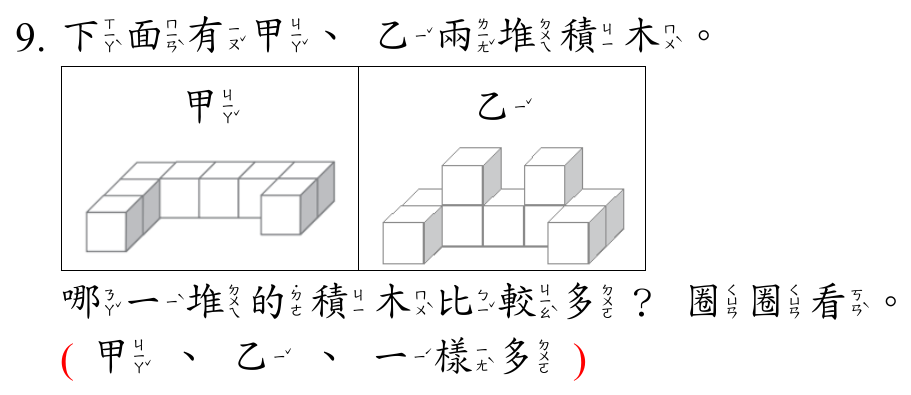 9. 下面有甲、 乙兩堆積木。
甲 乙
哪一堆的積木比較多? 圈圈看。
( 甲 、 乙 、 一樣多 )